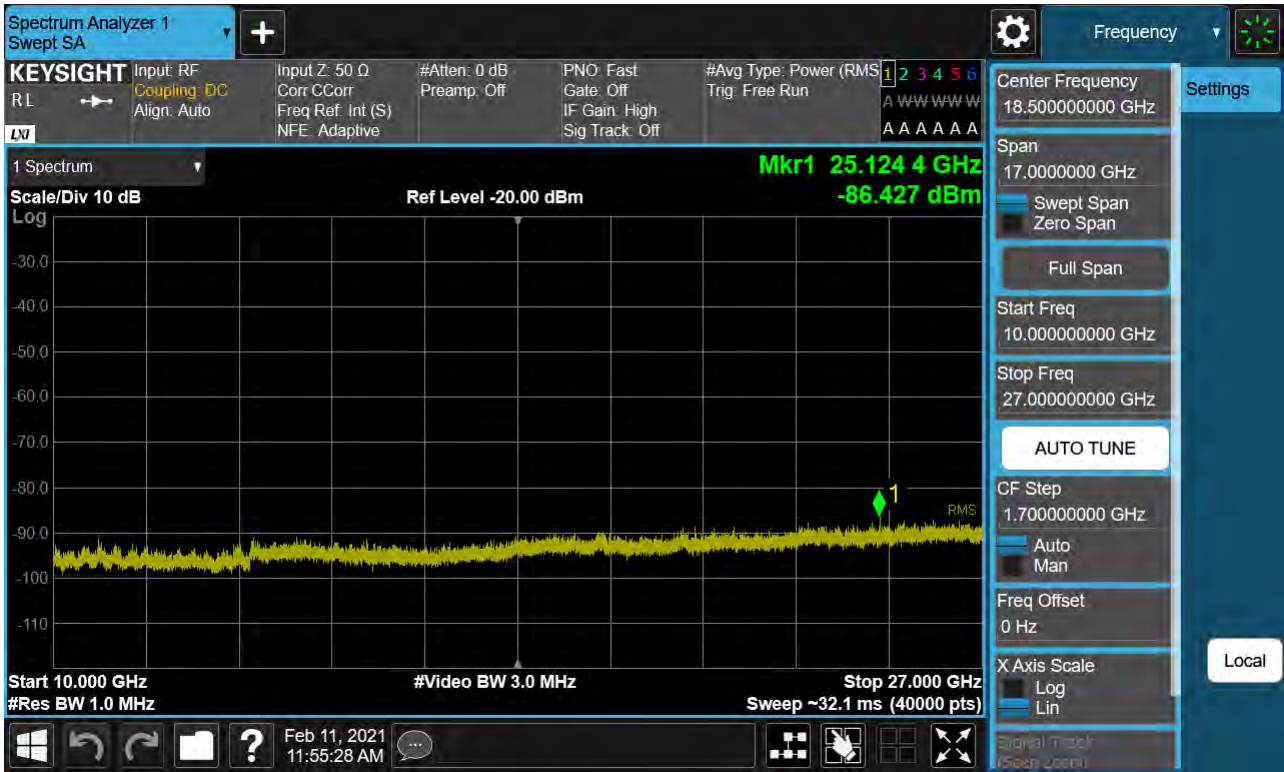 Spectrum Analyzer 1
Swept SA
+
Frequency
KEYSIGHT
R L
LXI
Input: RF
Coupling: DC
Align: Auto
Input Z: 50 Ω
Corr CCorr
Freq Ref: Int (S)
NFE: Adaptive
#Atten: 0 dB
Preamp: Off
PNO: Fast
Gate: Off
IF Gain: High
Sig Track: Off
#Avg Type: Power (RMS
Trig: Free Run
1 2 3 4 5 6
A W W W W W
A A A A A A
1 Spectrum
Scale/Div 10 dB
Ref Level -20.00 dBm
Mkr1 25.124 4 GHz
-86.427 dBm
Log
-30.0
-40.0
-50.0
-60.0
-70.0
-80.0
-90.0
-100
-110
1
RMS
Start 10.000 GHz
#Video BW 3.0 MHz
Stop 27.000 GHz
#Res BW 1.0 MHz
Sweep ~32.1 ms (40000 pts)
Center Frequency
18.500000000 GHz
Span
17.0000000 GHz
Swept Span
Zero Span
Full Span
Start Freq
10.000000000 GHz
Stop Freq
27.000000000 GHz
AUTO TUNE
CF Step
1.700000000 GHz
Auto
Man
Freq Offset
0 Hz
X Axis Scale
Log
Lin
Signal Track
(Span Zoom)
Settings
Local
?
Feb 11, 2021
11:55:28 AM